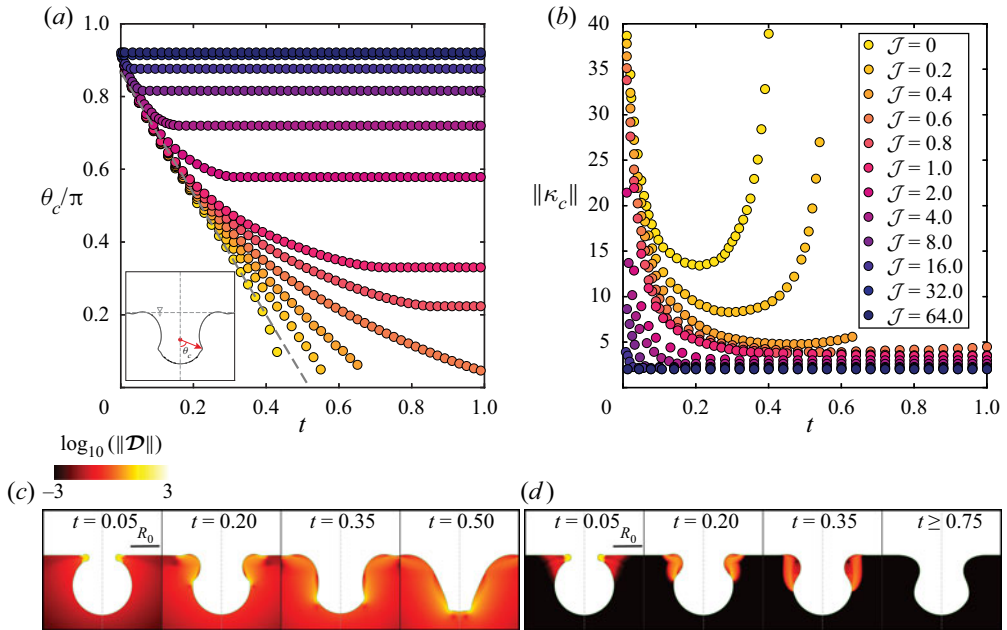 (a)
1.0
0.8
0.6
θc/π
0.4
0.2
0
0.2
0.4
0.6
0.8
1.0
t
θc
(b)
40
35
30
25
‖κc‖
20
15
10
5
0
0.2
0.4
0.6
0.8
1.0
t
𝒥 = 0
𝒥 = 0.2
𝒥 = 0.4
𝒥 = 0.6
𝒥 = 0.8
𝒥 = 1.0
𝒥 = 2.0
𝒥 = 4.0
𝒥 = 8.0
𝒥 = 16.0
𝒥 = 32.0
𝒥 = 64.0
log10(‖𝓓‖)
−3 3
(c)
t = 0.05 t = 0.20 t = 0.35 t = 0.50
R0
(d)
t = 0.05 t = 0.20 t = 0.35 t ≥ 0.75
R0